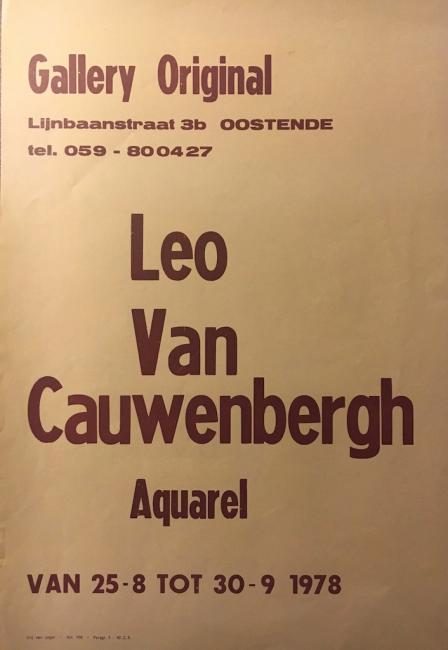 Gallery Original
Lijnbaanstraat 3b OOSTENDE
tel. 059 - 800427
Leo
Van
Cauwenbergh
Aquarel
VAN 25-8 TOT 30-9 1978